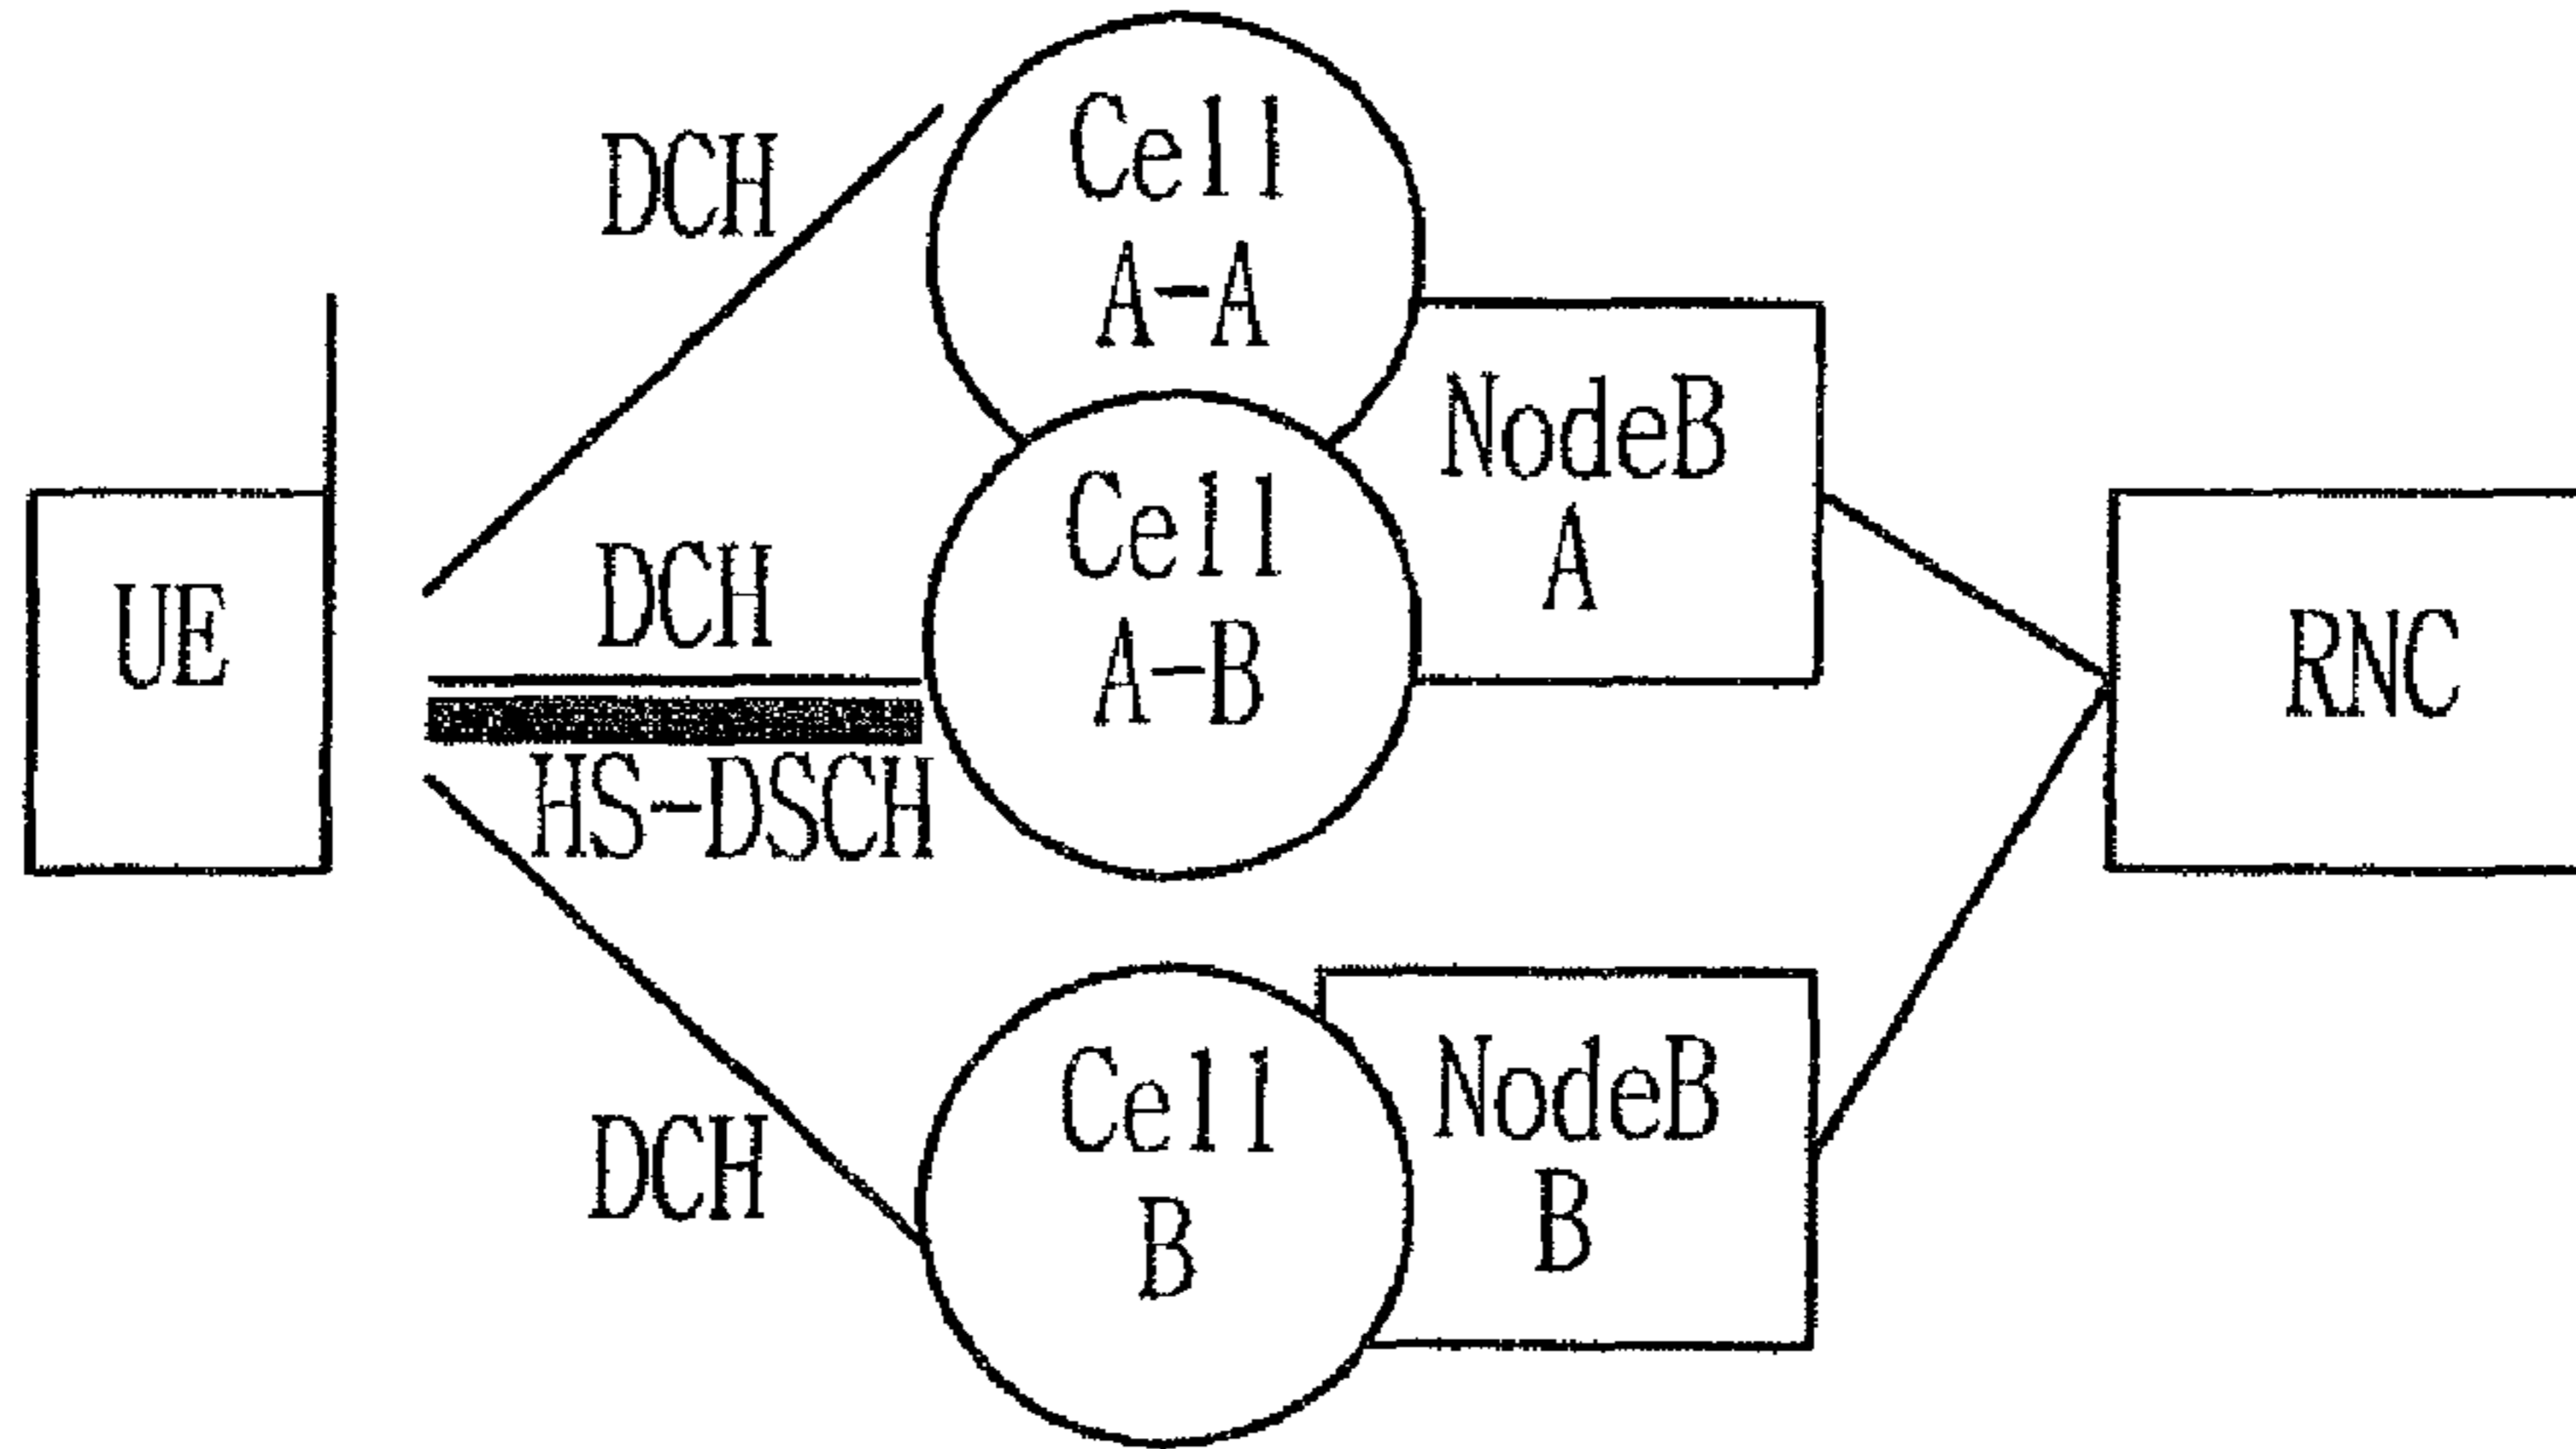 DCH
Cell
A-A
NodeB
A
UE
DCH
Cell
A-B
HS-DSCH
RNC
DCH
Cell
B
NodeB
B